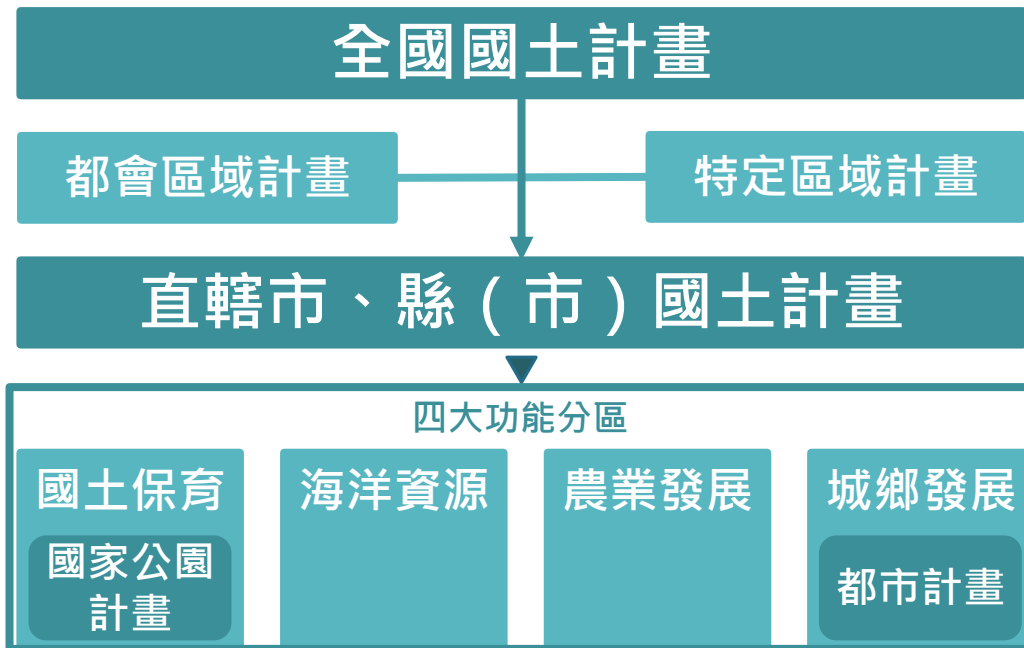 全國國土計畫
都會區域計畫
特定區域計畫
直轄市、縣(市)國土計畫
四大功能分區
國土保育
海洋資源
農業發展
城鄉發展
國家公園
計畫
都市計畫